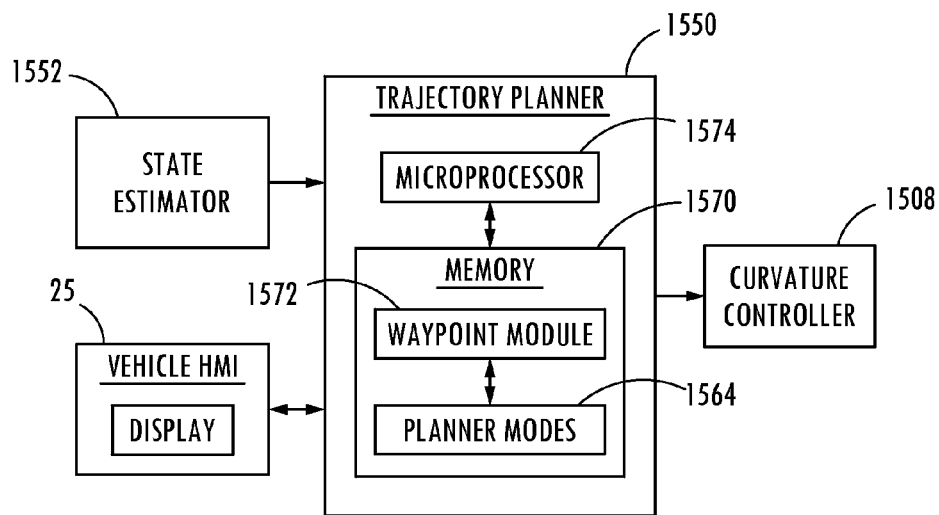 1550
1552
TRAJECTORY PLANNER
1574
STATE
ESTIMATOR
MICROPROCESSOR
1570
1508
MEMORY
1572
25
CURVATURE
CONTROLLER
WAYPOINT MODULE
VEHICLE HMI
1564
DISPLAY
PLANNER MODES